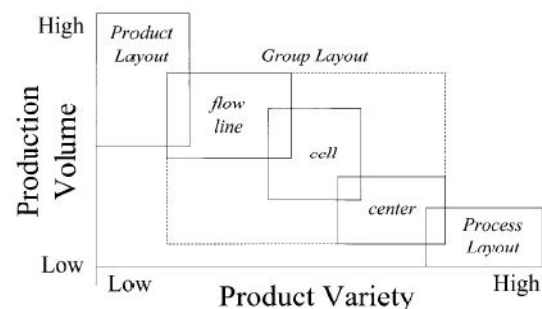 High
Product
Layout
Group Layout
flow
line
cell
center
Process
Layout
Production
Volume
Low
Low
High
Product Variety